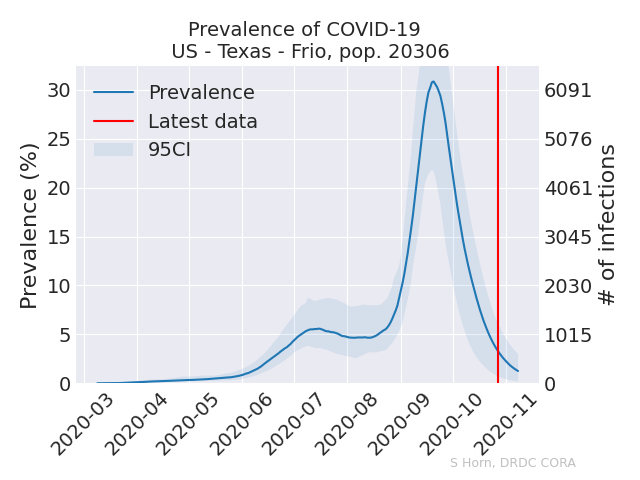 Prevalence of COVID-19
US - Texas - Frio, pop. 20306
Prevalence
Latest data
95CI
Prevalence (%)
30
25
20
15
10
5
0
6091
5076
4061
3045
2030
1015
0
# of infections
2020-03
2020-04
2020-05
2020-06
2020-07
2020-08
2020-09
2020-10
2020-11
S Horn, DRDC CORA